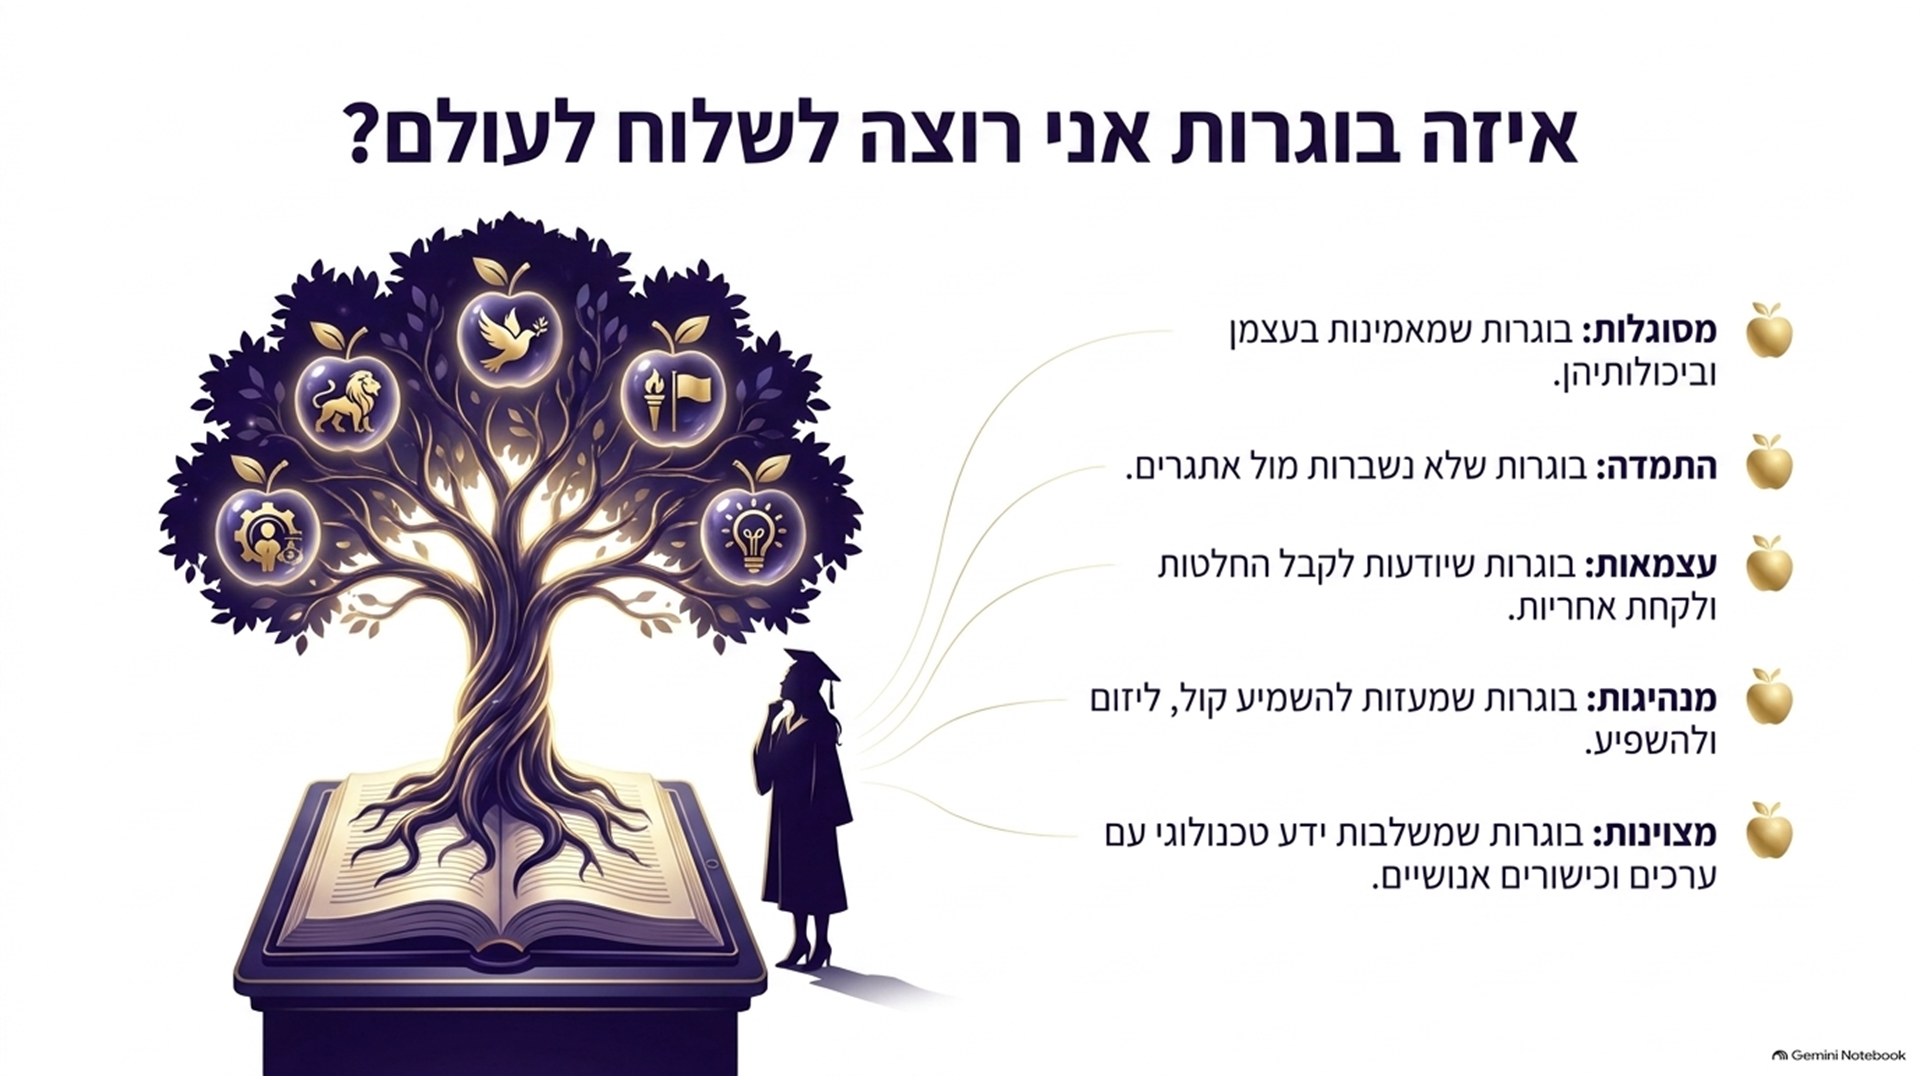 איזה בוגרות אני רוצה לשלוח לעולם?
מסוגלות: בוגרות שמאמינות בעצמן
וביכולותיהן.
התמדה: בוגרות שלא נשברות מול אתגרים.
עצמאות: בוגרות שיודעות לקבל החלטות
ולקחת אחריות.
מנהיגות: בוגרות שמעזות להשמיע קול, ליזום
ולהשפיע.
מצוינות: בוגרות שמשלבות ידע טכנולוגי עם
ערכים וכישורים אנושיים.
Gemini Notebook